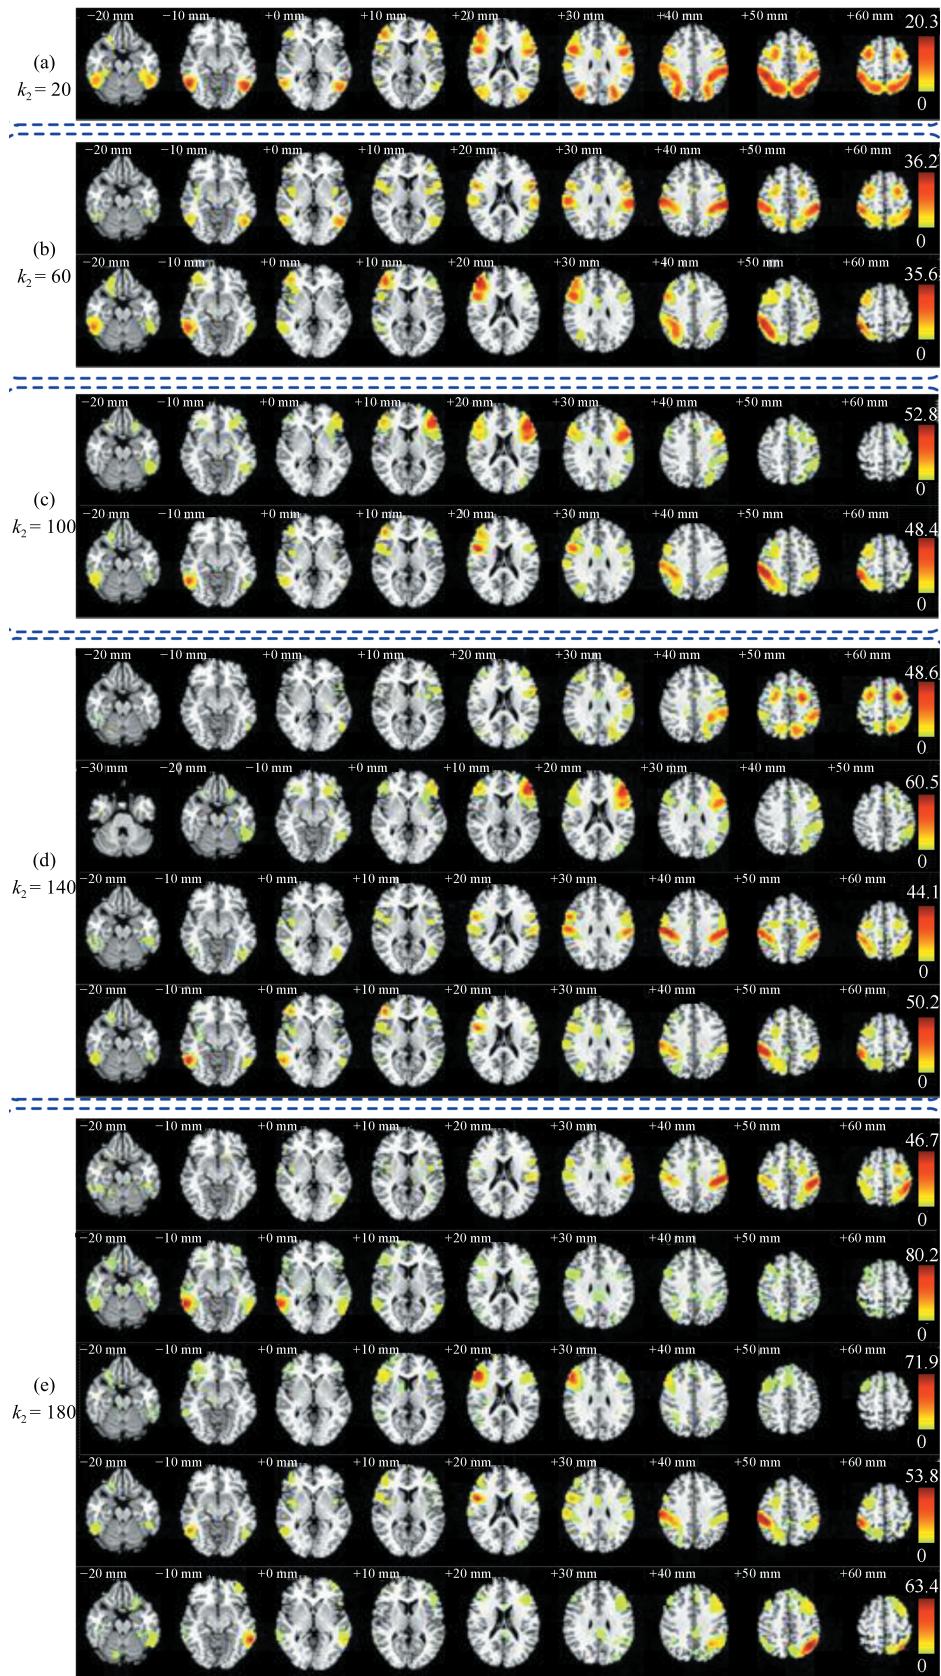 −20 mm −10 mm +0 mm +10 mm +20 mm +30 mm +40 mm +50 mm +60 mm 20.3
(a)
k2 = 20
0
−20 mm −10 mm +0 mm +10 mm +20 mm +30 mm +40 mm +50 mm +60 mm
36.2
(b)
0
k2 = 60
−20 mm −10 mm +0 mm +10 mm +20 mm +30 mm +40 mm +50 mm +60 mm
35.6
0
−20 mm −10 mm +0 mm +10 mm +20 mm +30 mm +40 mm +50 mm +60 mm
52.8
0
(c)
k2 = 100
−20 mm −10 mm +0 mm +10 mm +20 mm +30 mm +40 mm +50 mm +60 mm
48.4
0
−20 mm −10 mm +0 mm +10 mm +20 mm +30 mm +40 mm +50 mm +60 mm
48.6
0
−30 mm −20 mm −10 mm +0 mm +10 mm +20 mm +30 mm +40 mm +50 mm
60.5
0
(d)
k2 = 140
−20 mm −10 mm +0 mm +10 mm +20 mm +30 mm +40 mm +50 mm +60 mm
44.1
0
−20 mm −10 mm +0 mm +10 mm +20 mm +30 mm +40 mm +50 mm +60 mm
50.2
0
−20 mm −10 mm +0 mm +10 mm +20 mm +30 mm +40 mm +50 mm +60 mm
46.7
0
−20 mm −10 mm +0 mm +10 mm +20 mm +30 mm +40 mm +50 mm +60 mm
80.2
0
−20 mm −10 mm +0 mm +10 mm +20 mm +30 mm +40 mm +50 mm +60 mm
71.9
(e)
k2 = 180
0
−20 mm −10 mm +0 mm +10 mm +20 mm +30 mm +40 mm +50 mm +60 mm
53.8
0
−20 mm −10 mm +0 mm +10 mm +20 mm +30 mm +40 mm +50 mm +60 mm
63.4
0